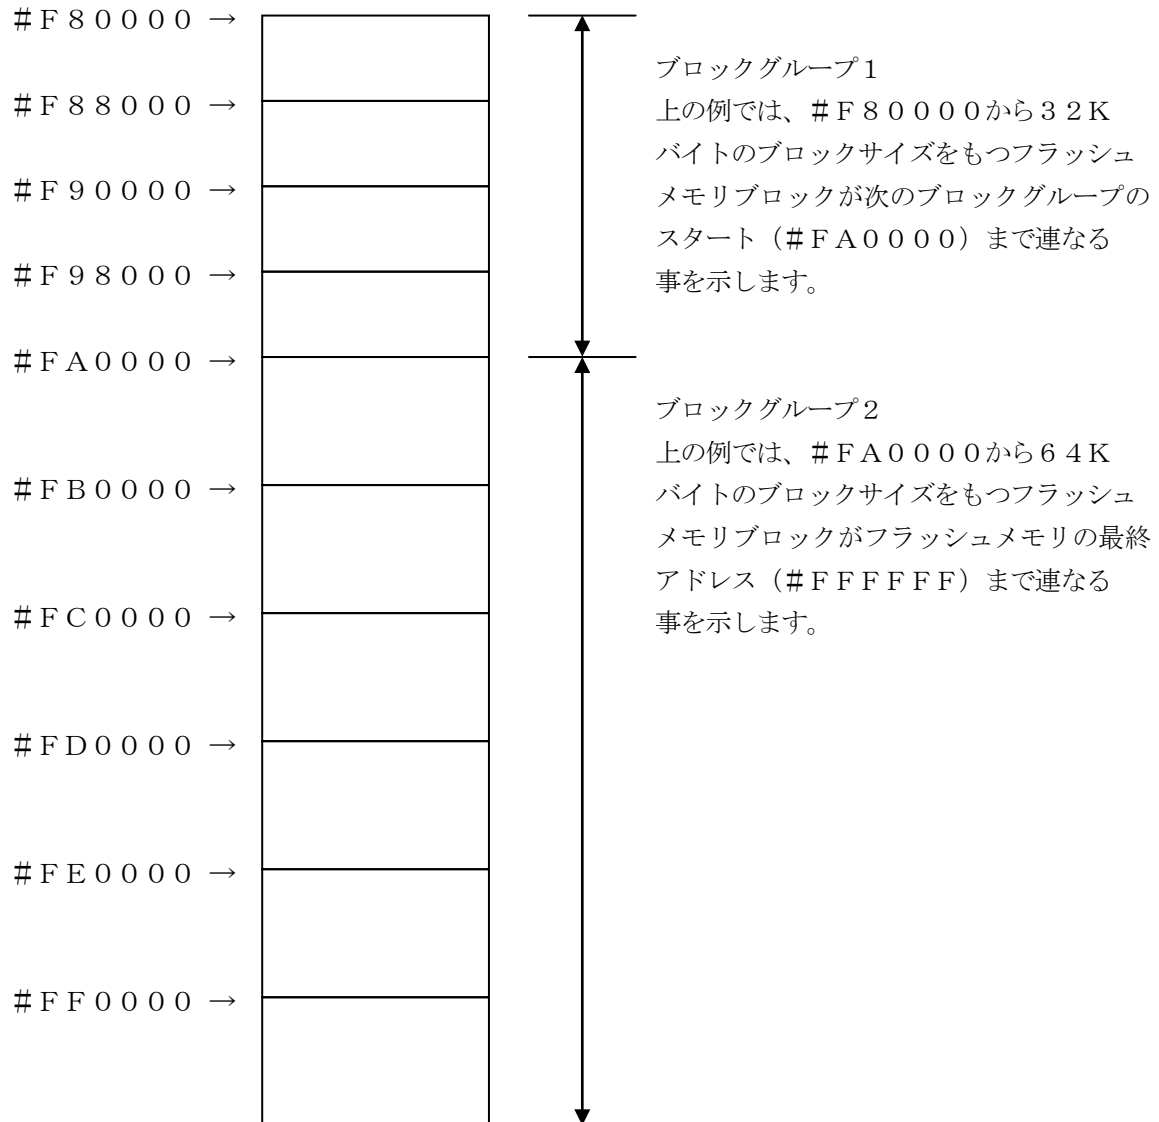 #F80000 →
ブロックグループ1
#F88000 →
上の例では、#F80000から32K
バイトのブロックサイズをもつフラッシュ
#F90000 →
メモリブロックが次のブロックグループの
スタート(#FA0000)まで連なる
#F98000 →
事を示します。
#FA0000 →
ブロックグループ2
上の例では、#FA0000から64K
#FB0000 →
バイトのブロックサイズをもつフラッシュ
メモリブロックがフラッシュメモリの最終
アドレス(#FFFFFF)まで連なる
#FC0000 →
事を示します。
#FD0000 →
#FE0000 →
#FF0000 →